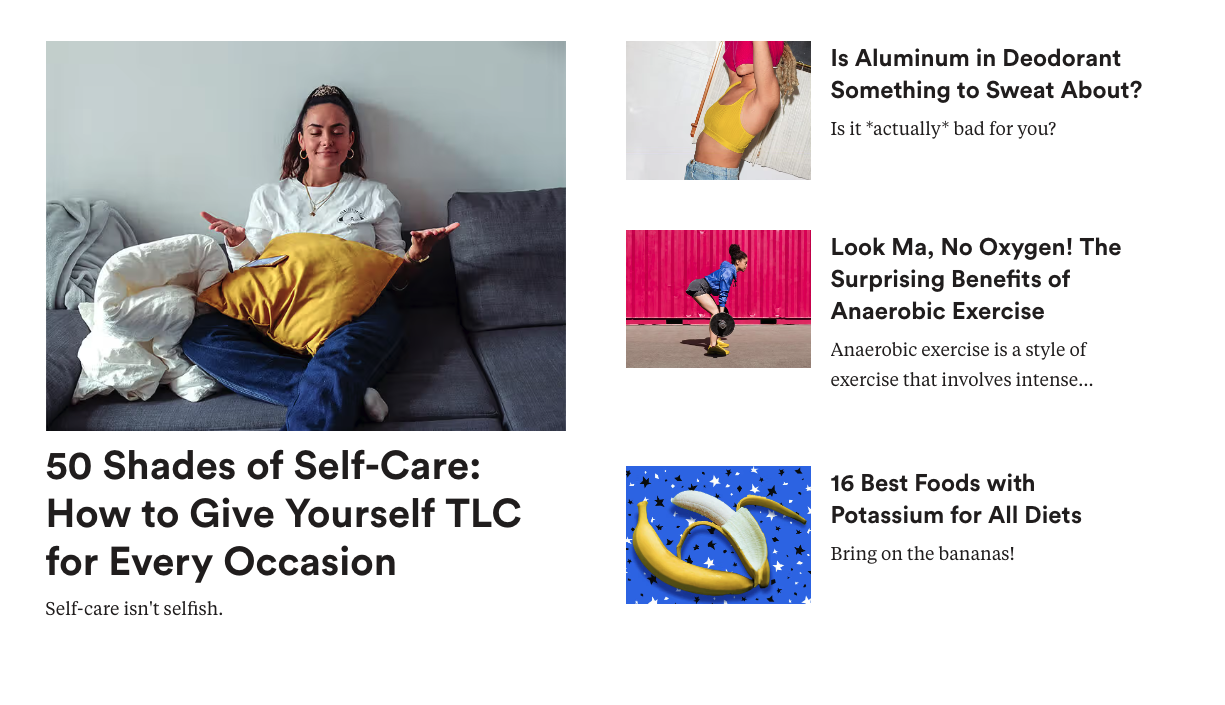 50 Shades of Self-Care:
How to Give Yourself TLC
for Every Occasion
Self-care isn't selfish.
Is Aluminum in Deodorant
Something to Sweat About?
Is it *actually* bad for you?
Look Ma, No Oxygen! The
Surprising Benefits of
Anaerobic Exercise
Anaerobic exercise is a style of
exercise that involves intense...
16 Best Foods with
Potassium for All Diets
Bring on the bananas!